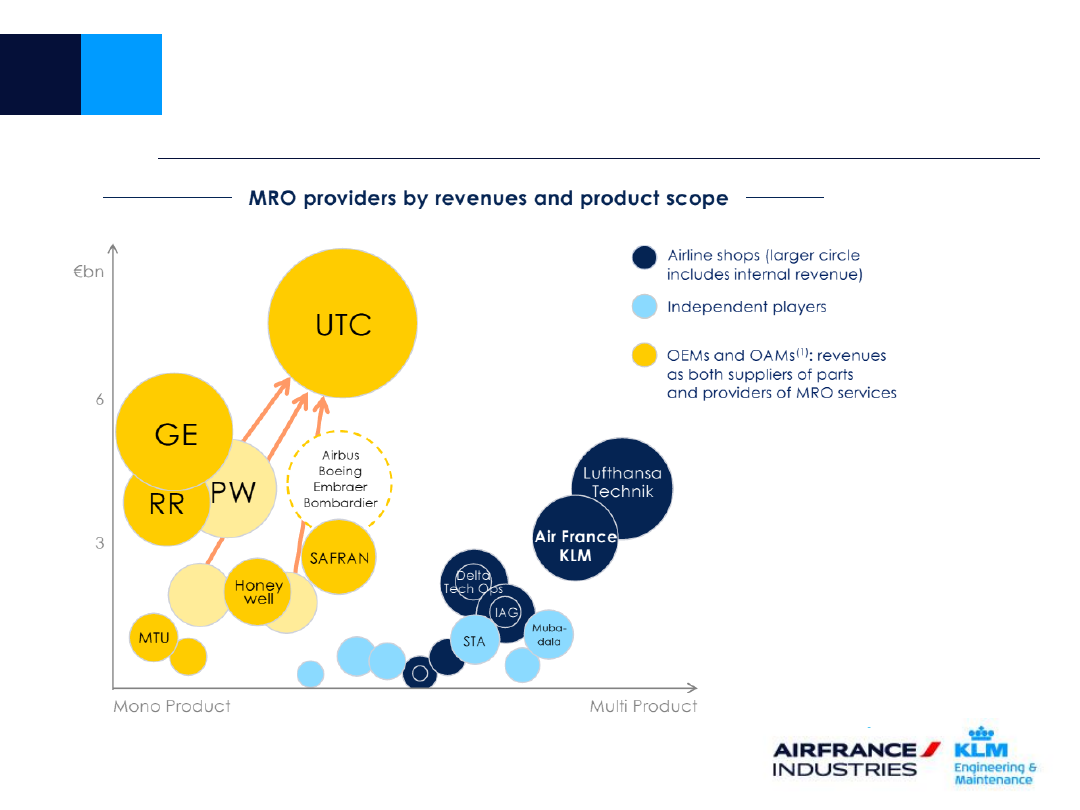 MRO providers by revenues and product scope
€bn
6
3
Mono Product
Multi Product
Airline shops (larger circle
includes internal revenue)
Independent players
OEMs and OAMs(1): revenues
as both suppliers of parts
and providers of MRO services
UTC
GE
PW
RR
Airbus
Boeing
Embraer
Bombardier
SAFRAN
Honey
well
MTU
Lufthansa
Technik
Air France
KLM
Delta
Tech Ops
IAG
STA
Muba-
dala
AIRFRANCE
INDUSTRIES
KLM
Engineering &
Maintenance